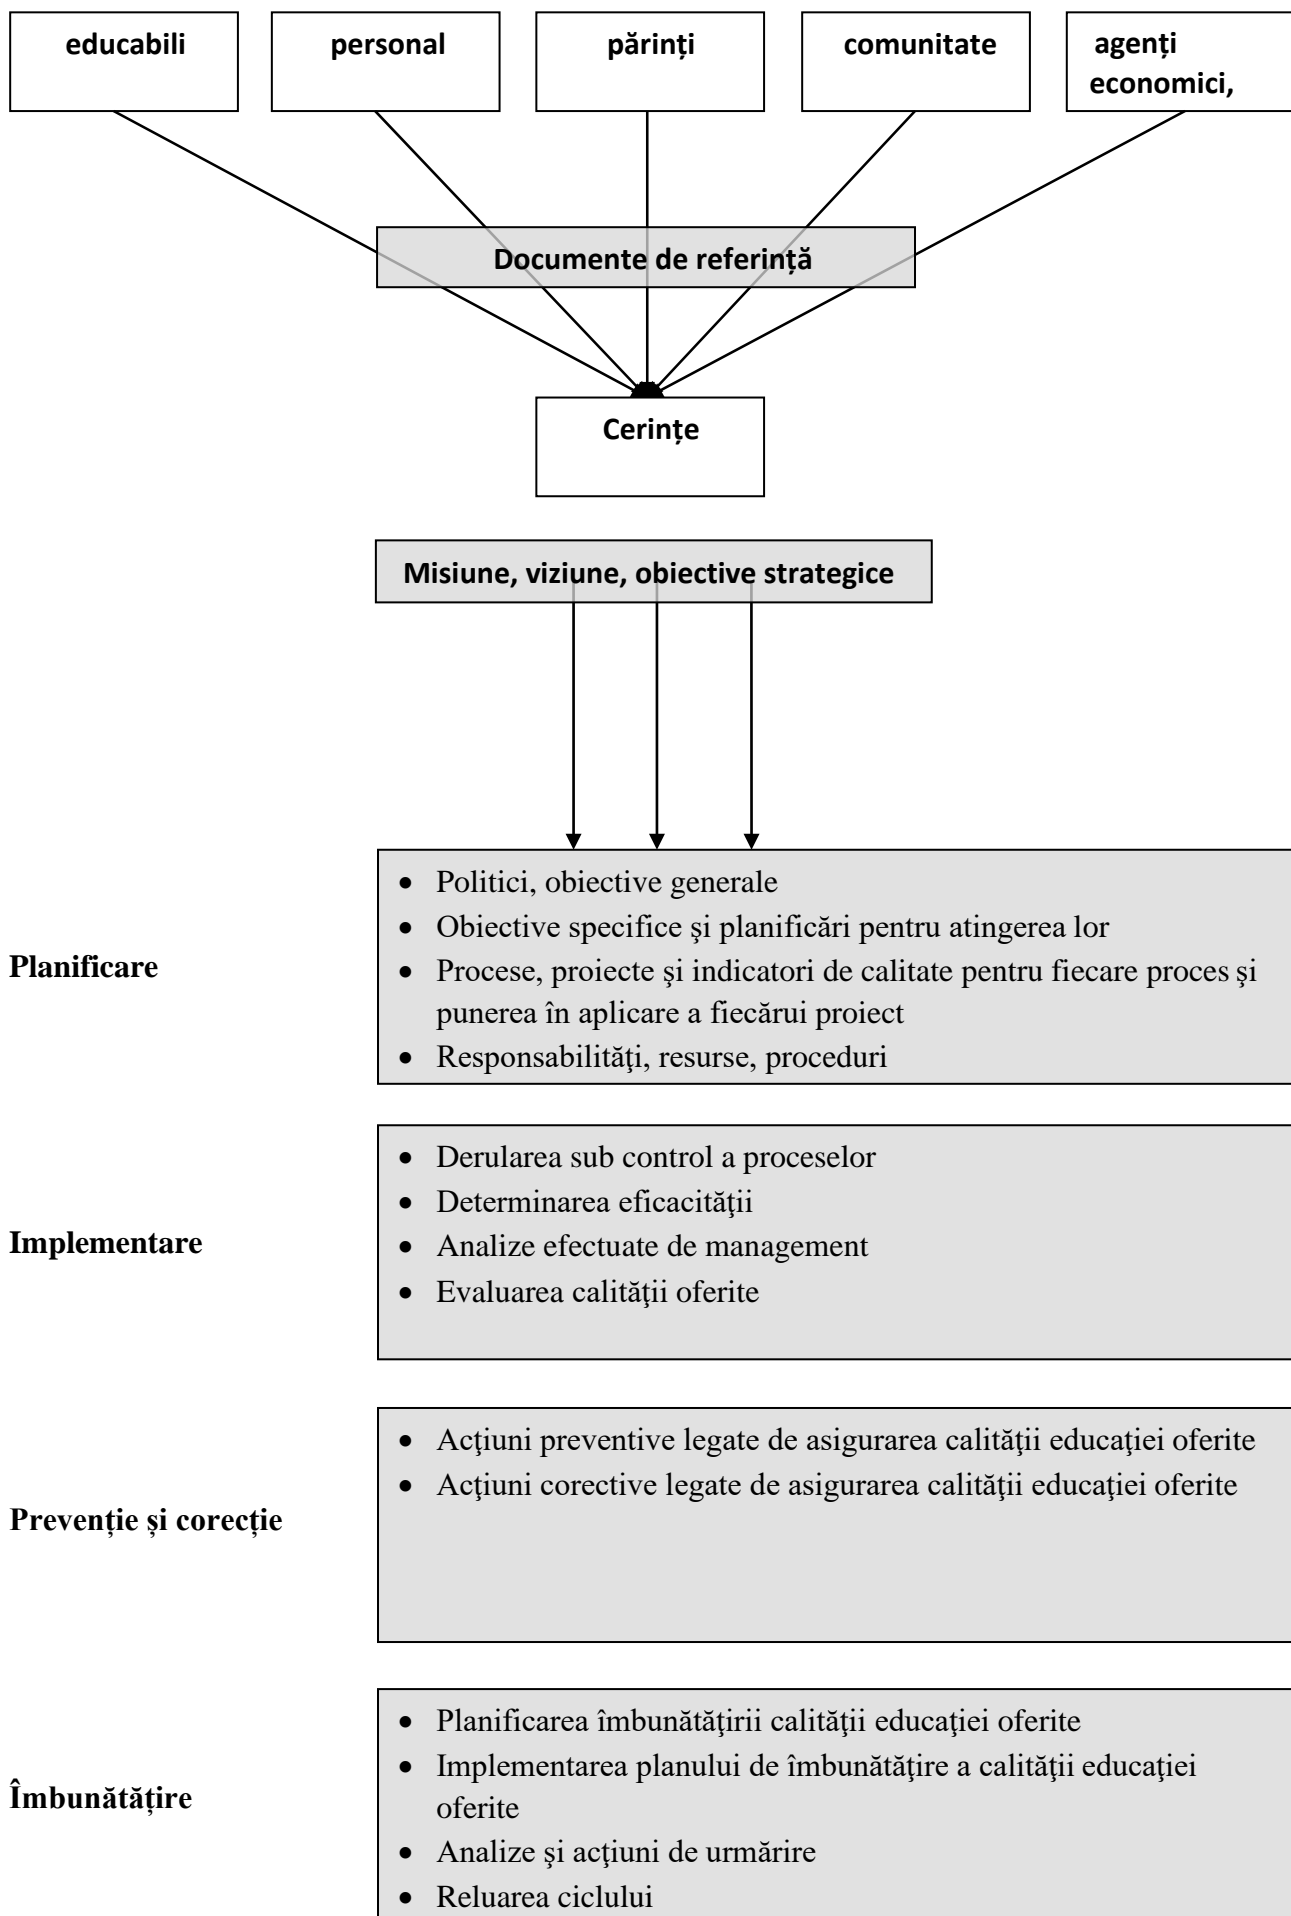 educabili
personal
părinți
comunitate
agenți
economici,
Documente de referință
Cerințe
Misiune, viziune, obiective strategice
Planificare
• Politici, obiective generale
• Obiective specifice şi planificări pentru atingerea lor
• Procese, proiecte şi indicatori de calitate pentru fiecare proces şi
punerea în aplicare a fiecărui proiect
• Responsabilităţi, resurse, proceduri
Implementare
• Derularea sub control a proceselor
• Determinarea eficacităţii
• Analize efectuate de management
• Evaluarea calităţii oferite
Prevenție și corecție
• Acţiuni preventive legate de asigurarea calităţii educaţiei oferite
• Acţiuni corective legate de asigurarea calităţii educaţiei oferite
Îmbunătățire
• Planificarea îmbunătăţirii calităţii educaţiei oferite
• Implementarea planului de îmbunătăţire a calităţii educaţiei
oferite
• Analize şi acţiuni de urmărire
• Reluarea ciclului